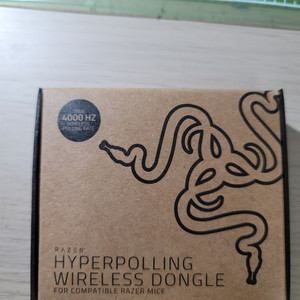 TRUE
4000 HZ
WIRELESS
POLLING RATE
RAZER
HYPERPOLLING
WIRELESS DONGLE
FOR COMPATIBLE RAZER MICE